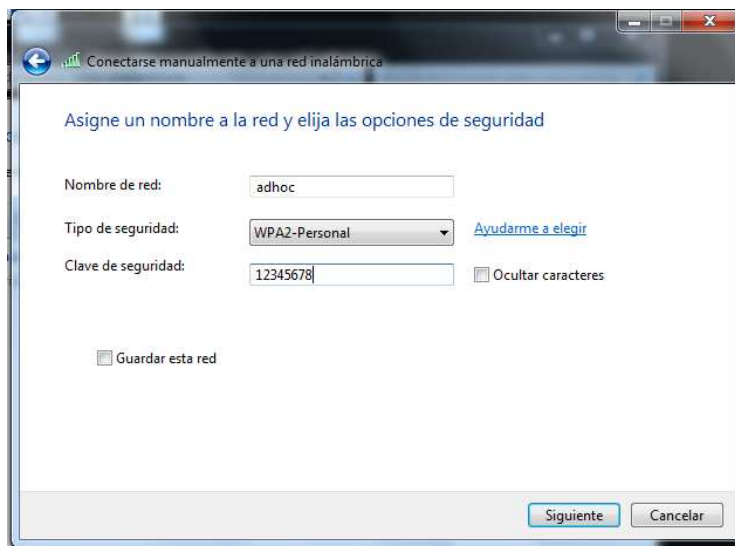 Conectarse manualmente a una red inalámbrica
Asigne un nombre a la red y elija las opciones de seguridad
Nombre de red: adhoc
Tipo de seguridad: WPA2-Personal Ayudarme a elegir
Clave de seguridad: 12345678 Ocultar caracteres
Guardar esta red
Siguiente Cancelar